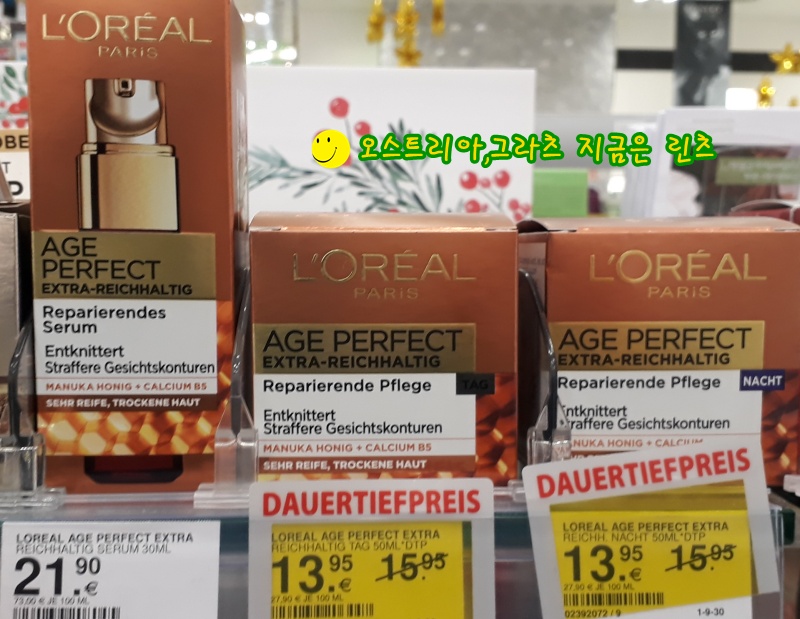 L'ORÉAL
PARIS
AGE
PERFECT
EXTRA-REICHHALTIG
Reparierendes
Serum
Entknittert
Straffere Gesichtskonturen
MANUKA HONIG + CALCIUM B5
SEHR REIFE, TROCKENE HAUT
오스트리아,그라츠 지금은 린츠
L'ORÉAL
PARIS
AGE PERFECT
EXTRA-REICHHALTIG
Reparierende Pflege TAG
Entknittert
Straffere Gesichtskonturen
MANUKA HONIG + CALCIUM B5
SEHR REIFE, TROCKENE HAUT
L'ORÉAL
PARIS
AGE PERFECT
EXTRA-REICHHALTIG
Reparierende Pflege NACHT
Entknittert
Straffere Gesichtskonturen
MANUKA HONIG + CALCIUM
LOREAL AGE PERFECT EXTRA
REICHHALTIG SERUM 30ML
21.90 €
73,00 € JE 100 ML
DAUERTIEFPREIS
LOREAL AGE PERFECT EXTRA
REICHHALTIG TAG 50ML*DTP
13.95 € 15.95
27,90 € JE 100 ML
DAUERTIEFPREIS
LOREAL AGE PERFECT EXTRA
REICHH. NACHT 50ML*DTP
13.95 € 15.95
27,90 € JE 100 ML
02392072 / 9 1-9-30